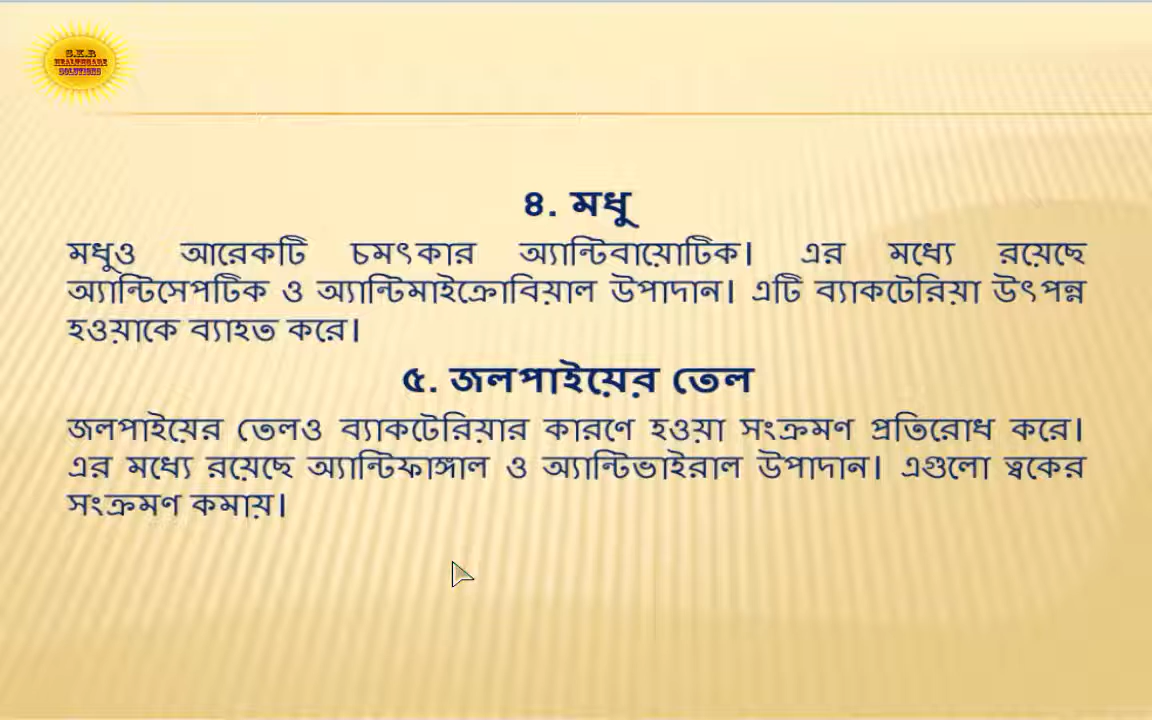 S.K.R
HEALTHCARE
SOLUTIONS
৪. মধু
মধুও আরেকটি চমৎকার অ্যান্টিবায়োটিক। এর মধ্যে রয়েছে
অ্যান্টিসেপটিক ও অ্যান্টিমাইক্রোবিয়াল উপাদান। এটি ব্যাকটেরিয়া উৎপন্ন
হওয়াকে ব্যাহত করে।
৫. জলপাইয়ের তেল
জলপাইয়ের তেলও ব্যাকটেরিয়ার কারণে হওয়া সংক্রমণ প্রতিরোধ করে।
এর মধ্যে রয়েছে অ্যান্টিফাঙ্গাল ও অ্যান্টিভাইরাল উপাদান। এগুলো ত্বকের
সংক্রমণ কমায়।